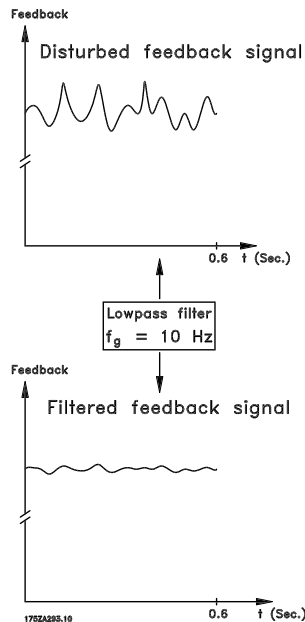 Feedback
Disturbed feedback signal
0.6 t (Sec.)
Lowpass filter
fg = 10 Hz
Feedback
Filtered feedback signal
0.6 t (Sec.)
175ZA293.10